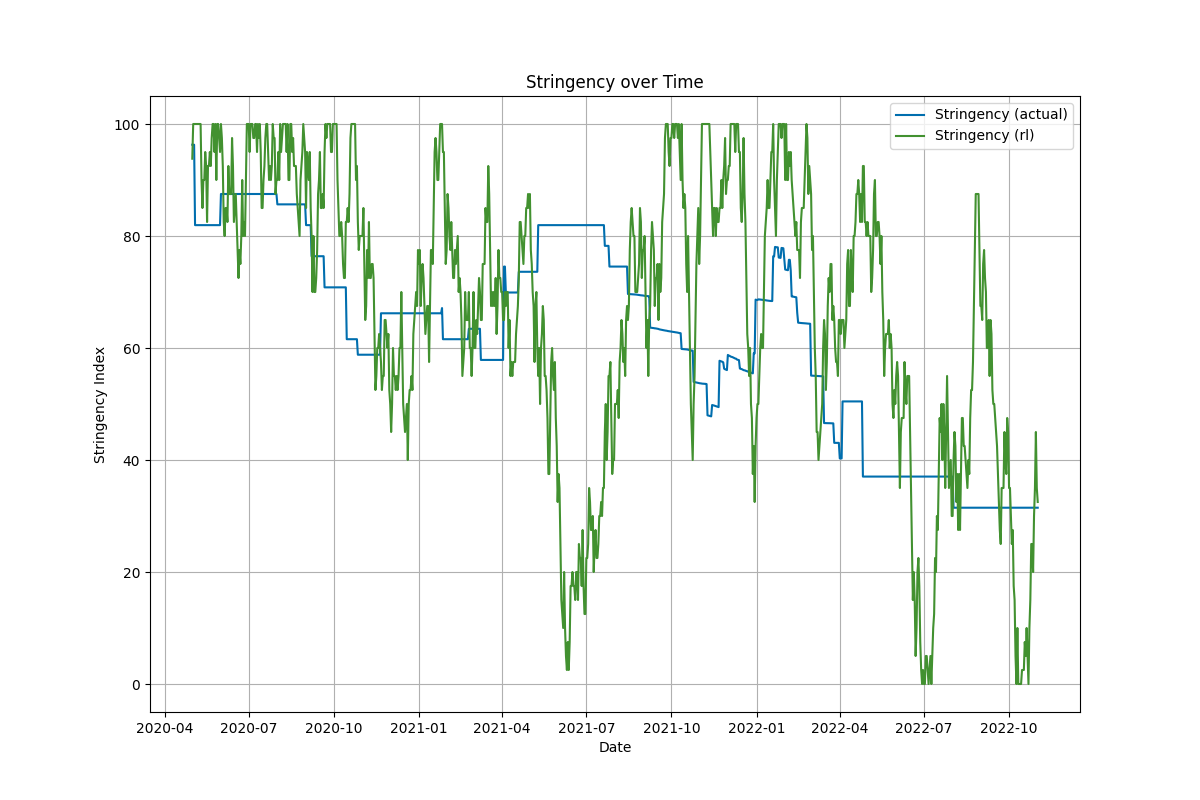 Stringency over Time
Stringency (actual)
Stringency (rl)
100
80
60
40
20
0
Stringency Index
2020-04 2020-07 2020-10 2021-01 2021-04 2021-07 2021-10 2022-01 2022-04 2022-07 2022-10
Date